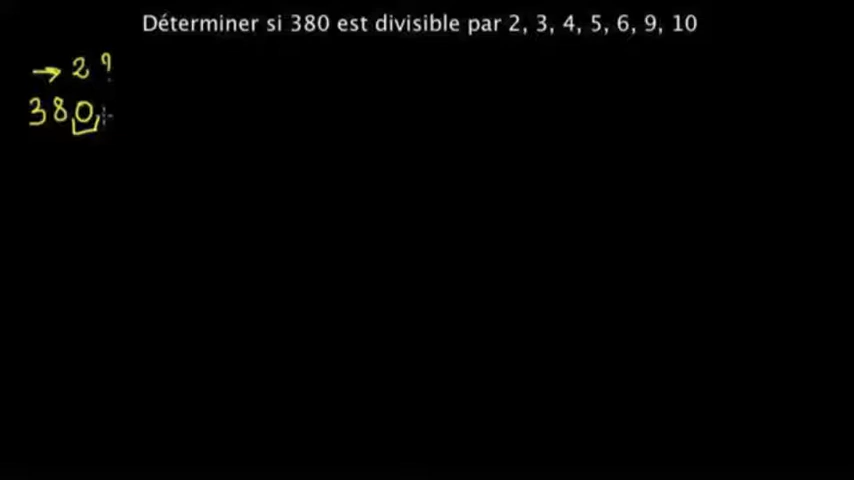 Déterminer si 380 est divisible par 2, 3, 4, 5, 6, 9, 10
→ 2 ?
380